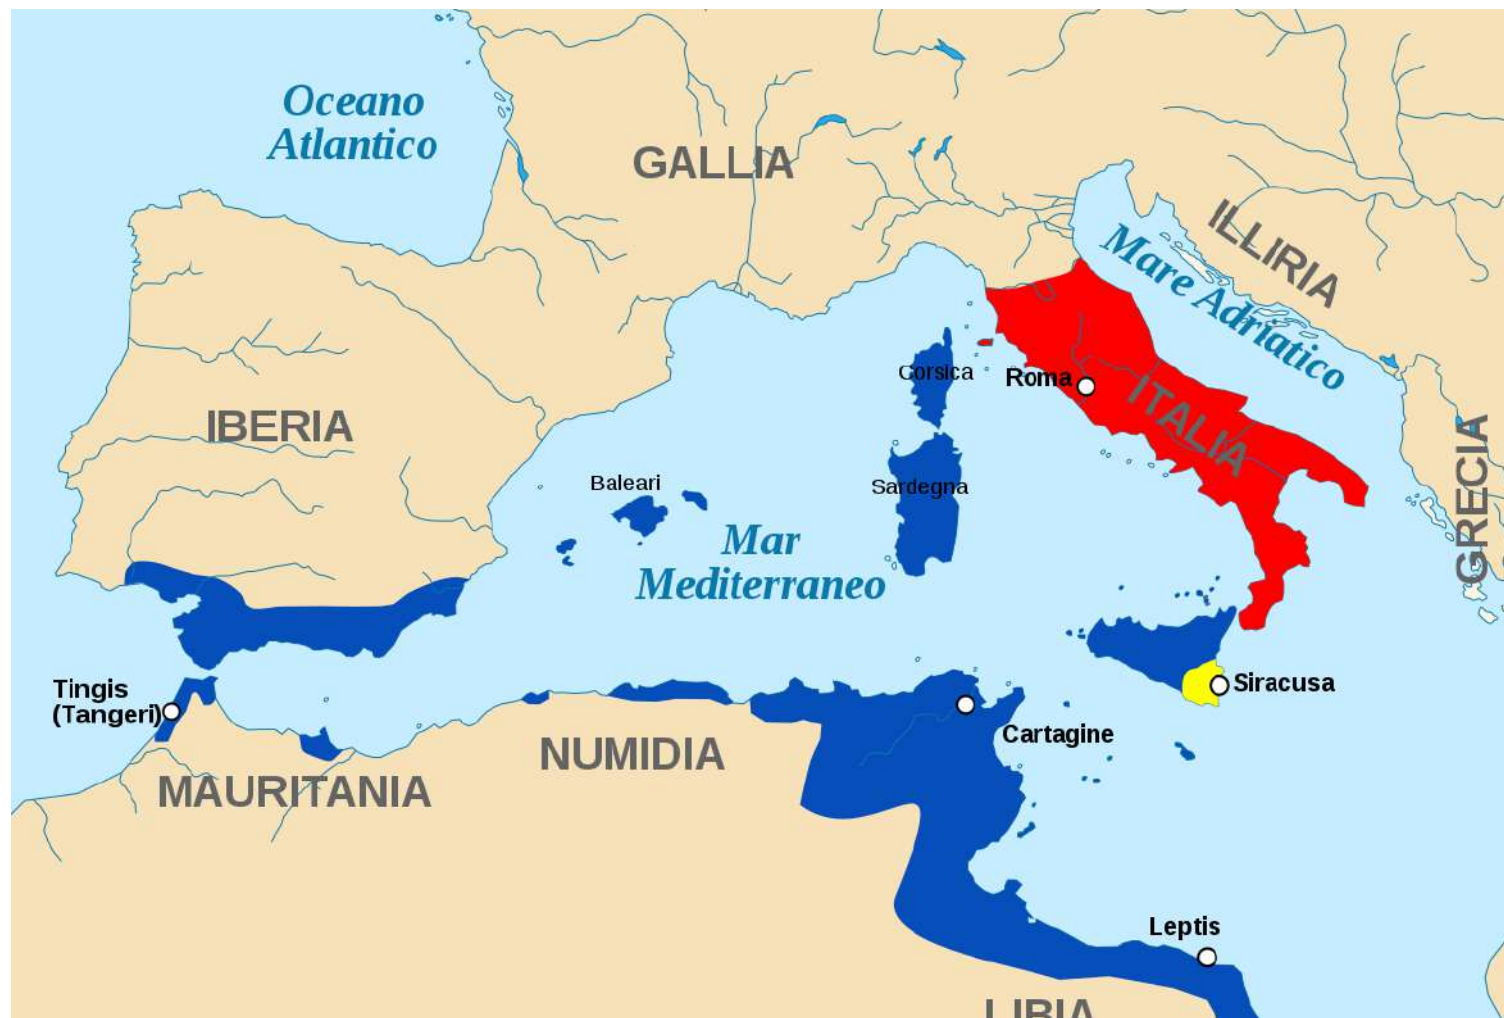 Oceano
Atlantico
GALLIA
ILLIRIA
Mare Adriatico
Corsica
Roma
ITALIA
IBERIA
GRECIA
Baleari
Sardegna
Mar
Mediterraneo
Tingis
(Tangeri)
Siracusa
Cartagine
NUMIDIA
MAURITANIA
Leptis
LIBIA